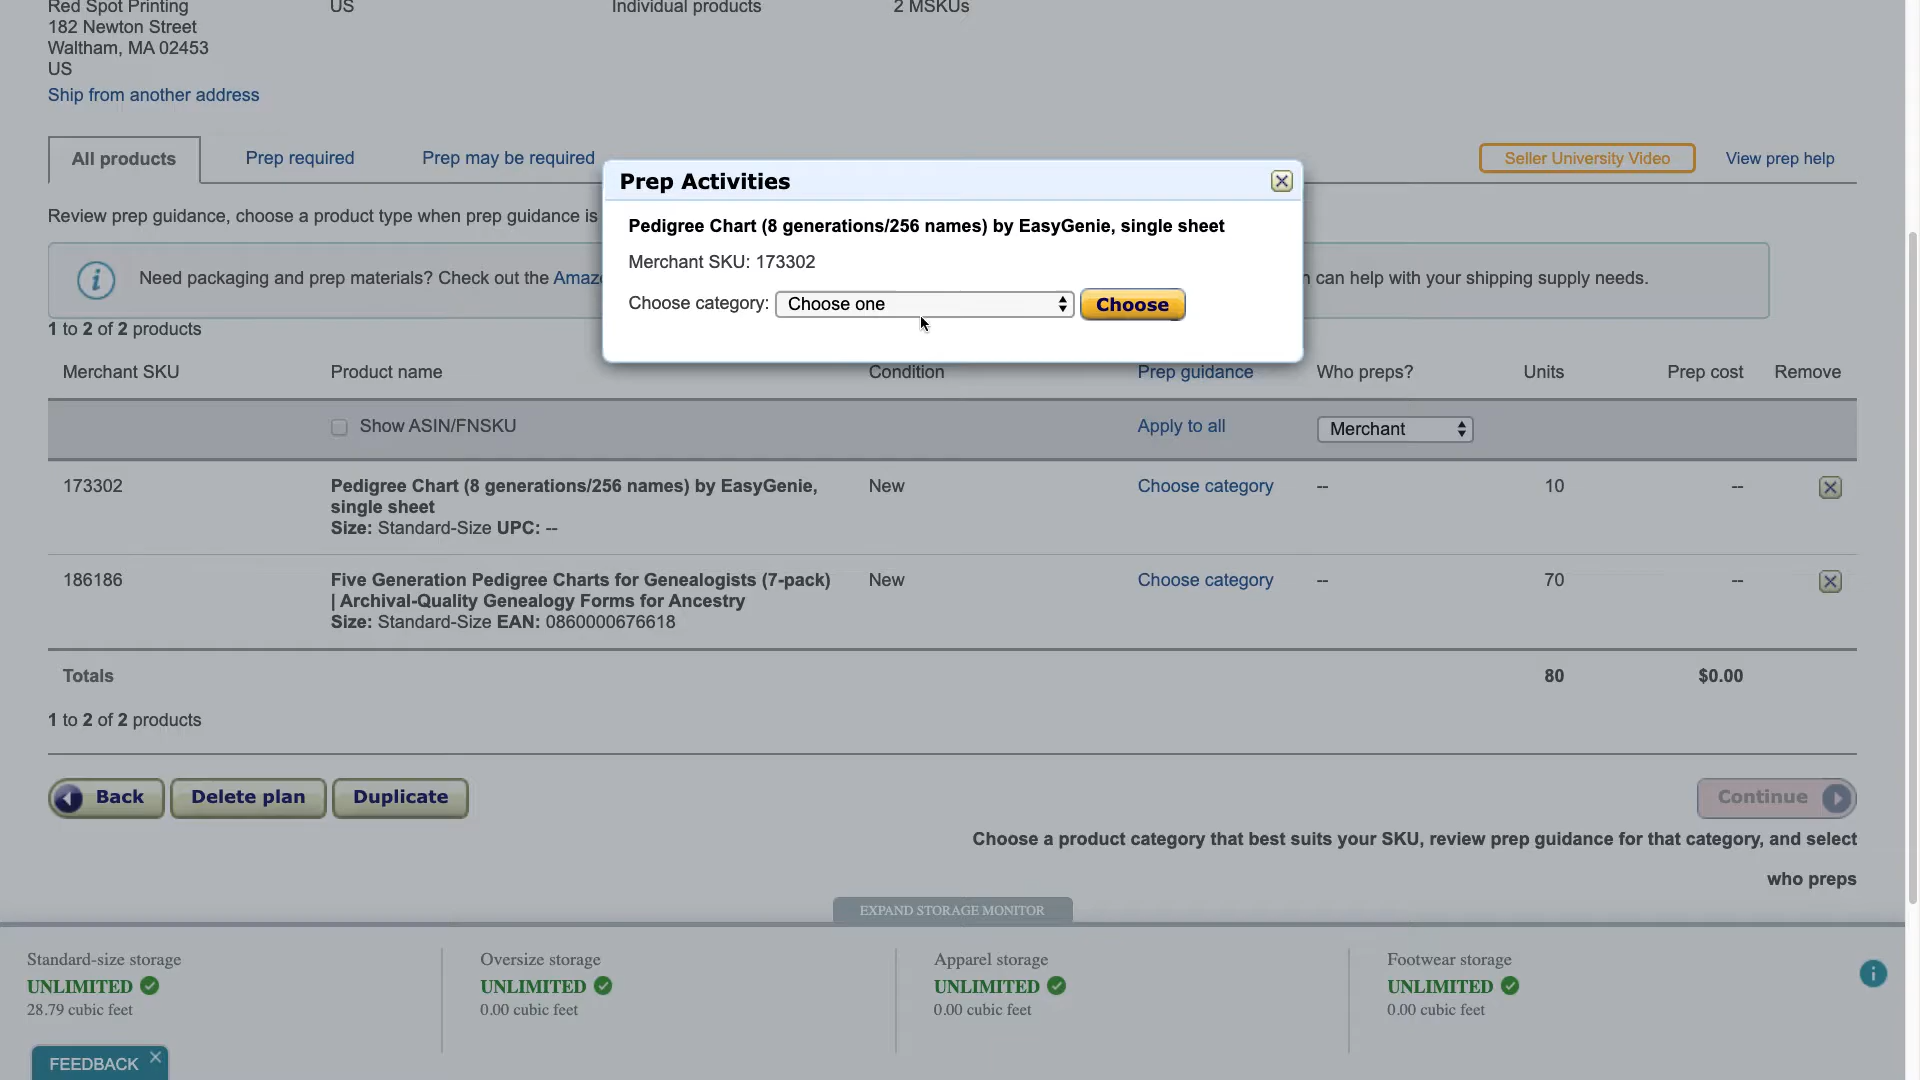 Red Spot Printing
182 Newton Street
Waltham, MA 02453
US
Ship from another address
US
Individual products
2 MSKUs
All products
Prep required
Prep may be required
Seller University Video
View prep help
Review prep guidance, choose a product type when prep guidance is
Need packaging and prep materials? Check out the Amaz
can help with your shipping supply needs.
Prep Activities
Pedigree Chart (8 generations/256 names) by EasyGenie, single sheet
Merchant SKU: 173302
Choose category: Choose one Choose
1 to 2 of 2 products
Merchant SKU Product name Condition Prep guidance Who preps? Units Prep cost Remove
Show ASIN/FNSKU Apply to all Merchant
173302
Pedigree Chart (8 generations/256 names) by EasyGenie,
single sheet
Size: Standard-Size UPC: --
New Choose category -- 10 --
186186
Five Generation Pedigree Charts for Genealogists (7-pack)
| Archival-Quality Genealogy Forms for Ancestry
Size: Standard-Size EAN: 0860000676618
New Choose category -- 70 --
Totals 80 $0.00
1 to 2 of 2 products
Back Delete plan Duplicate Continue
Choose a product category that best suits your SKU, review prep guidance for that category, and select
who preps
EXPAND STORAGE MONITOR
Standard-size storage
UNLIMITED
28.79 cubic feet
Oversize storage
UNLIMITED
0.00 cubic feet
Apparel storage
UNLIMITED
0.00 cubic feet
Footwear storage
UNLIMITED
0.00 cubic feet
FEEDBACK